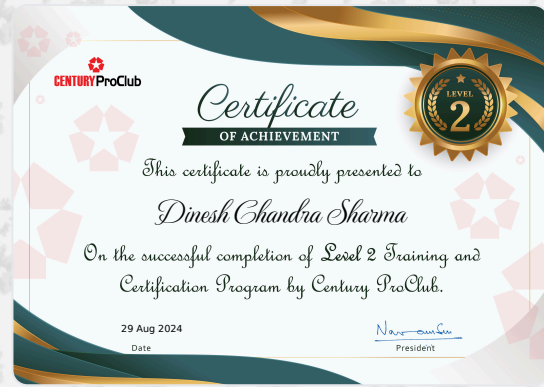 CENTURY ProClub
LEVEL
2
Certificate
OF ACHIEVEMENT
This certificate is proudly presented to
Dinesh Chandra Sharma
On the successful completion of Level 2 Training and
Certification Program by Century ProClub.
29 Aug 2024
Date
President